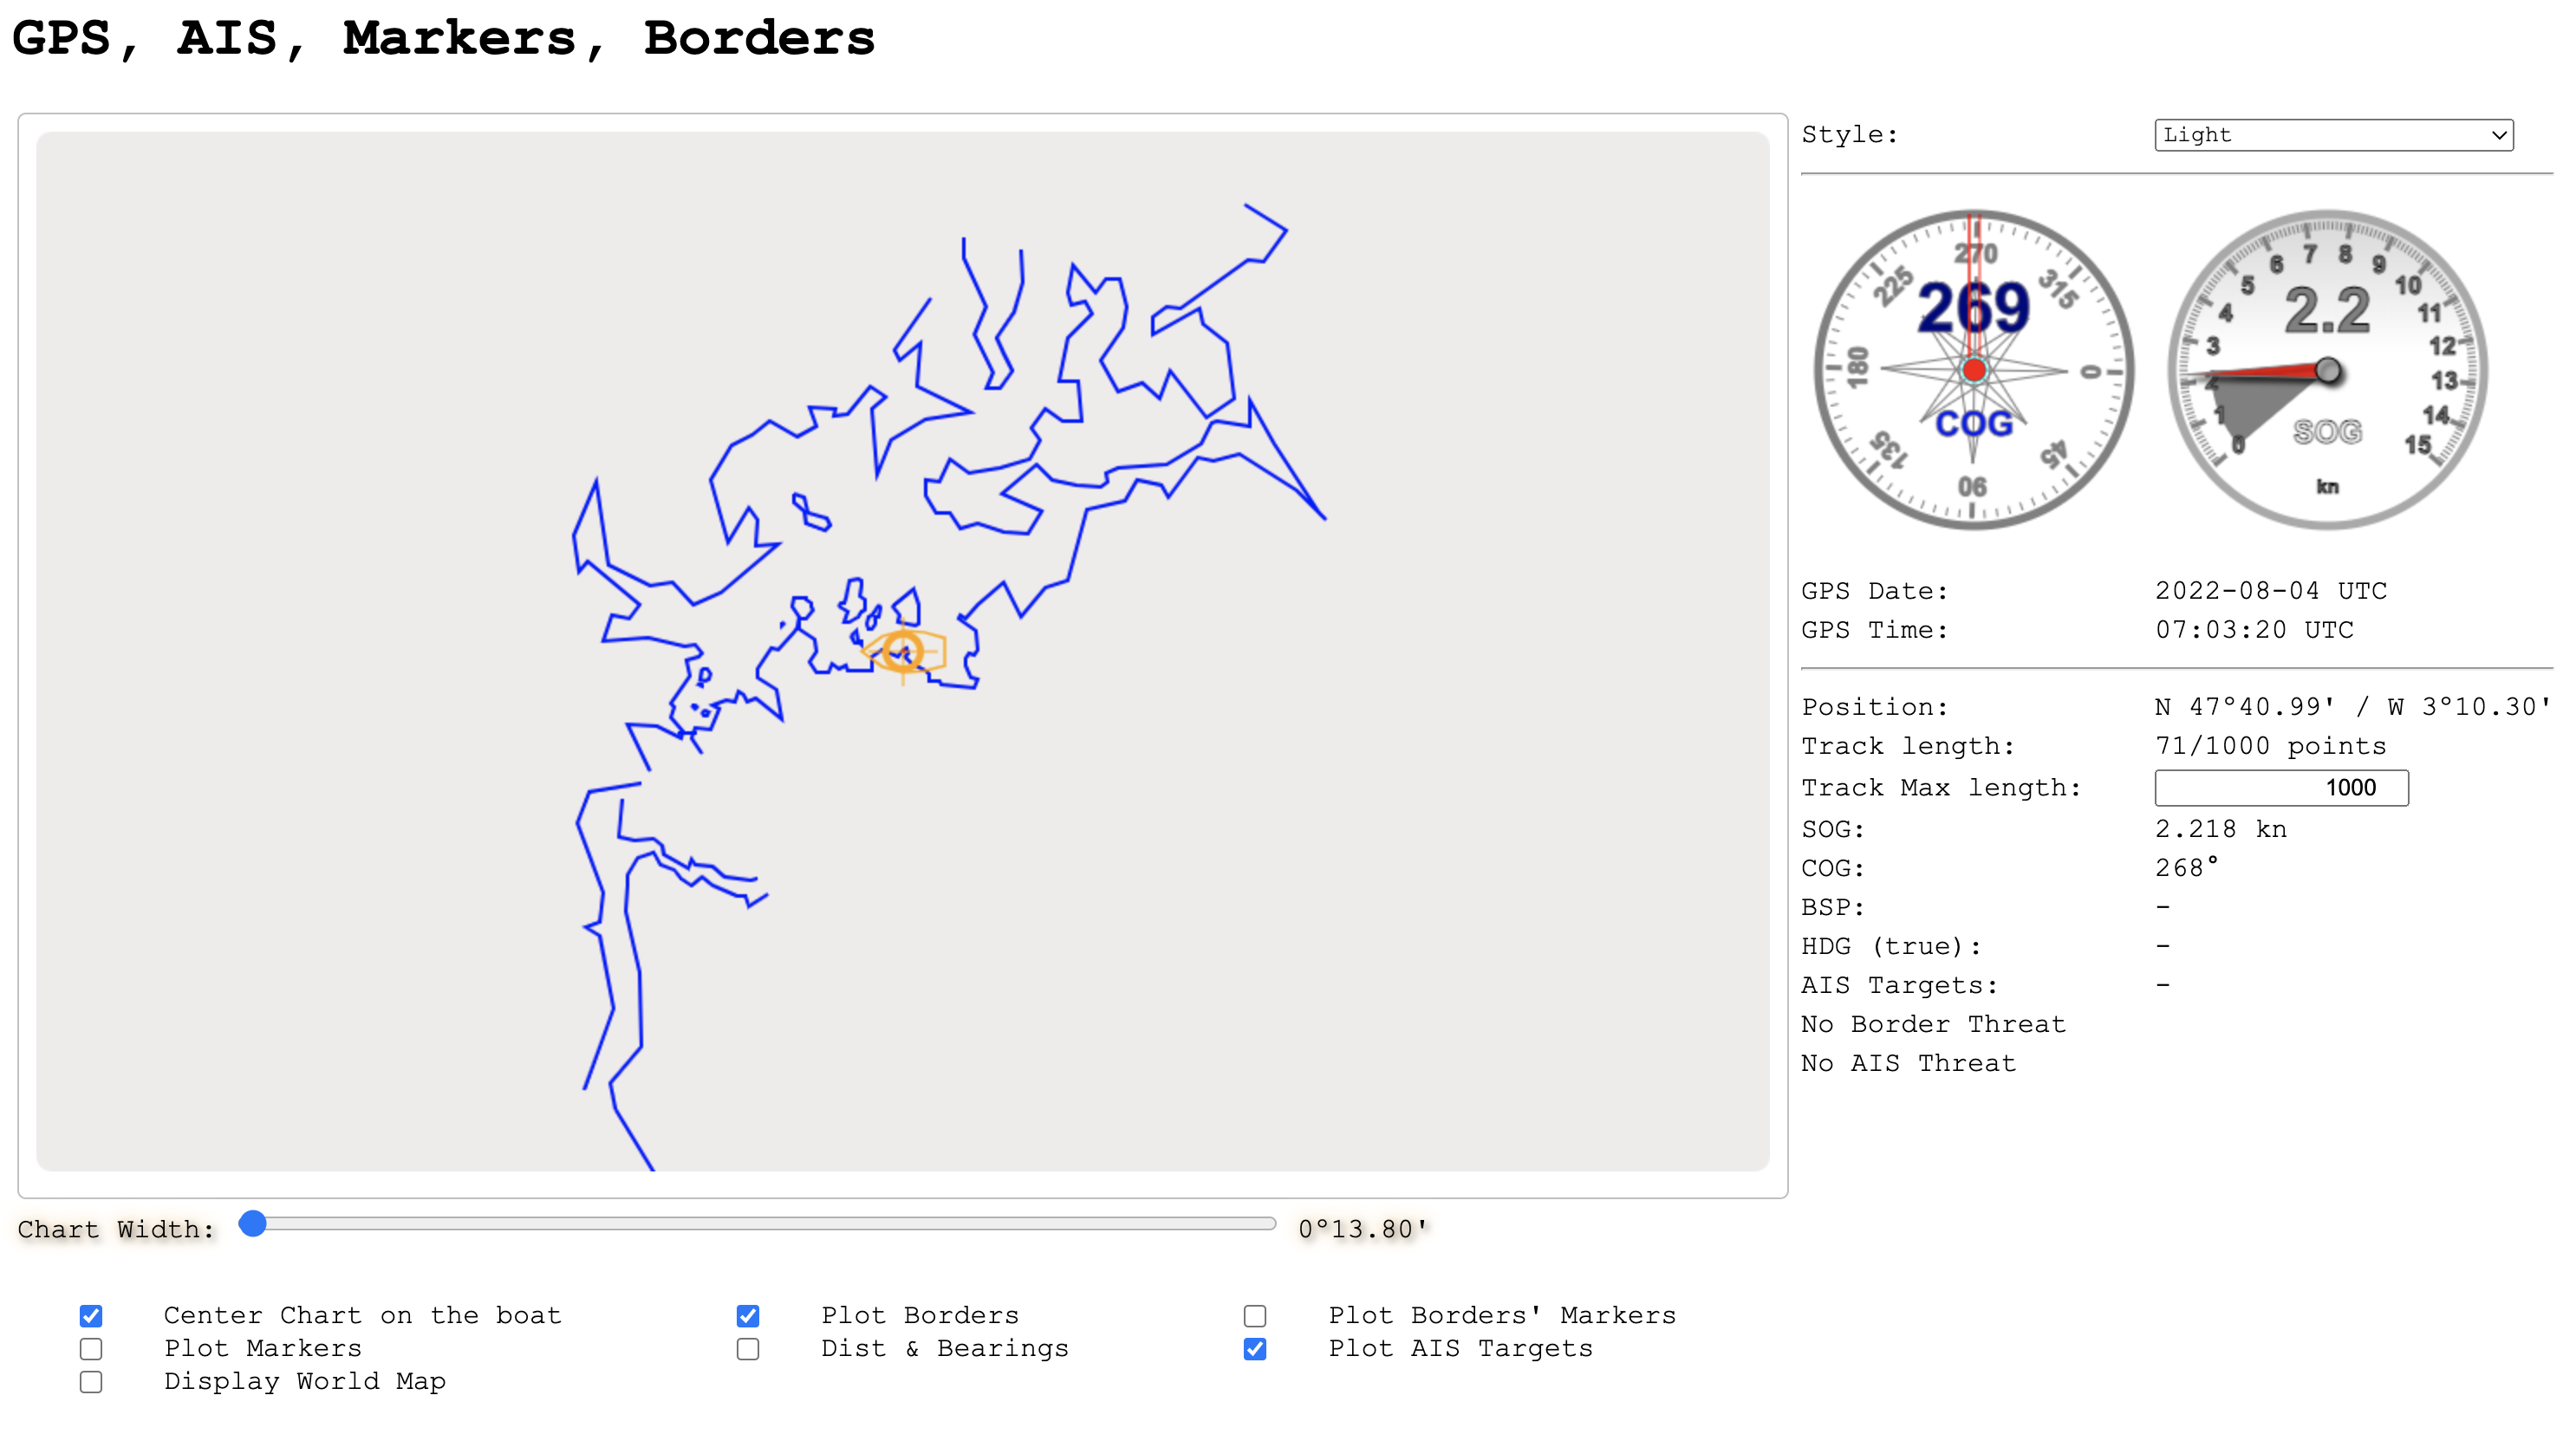 GPS, AIS, Markers, Borders
Style: Light
270
225 315
269
180 0
COG
135 45
90
7 8
6 9
5 10
2.2
4 11
3 12
2 13
1 14
SOG
0 15
kn
GPS Date: 2022-08-04 UTC
GPS Time: 07:03:20 UTC
Position: N 47°40.99' / W 3°10.30'
Track length: 71/1000 points
Track Max length: 1000
SOG: 2.218 kn
COG: 268°
BSP: -
HDG (true): -
AIS Targets: -
No Border Threat
No AIS Threat
Chart Width: 0°13.80'
Center Chart on the boat Plot Borders Plot Borders' Markers
Plot Markers Dist & Bearings Plot AIS Targets
Display World Map